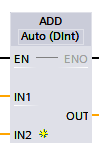 ADD
Auto (DInt)
EN ENO
IN1
OUT
IN2